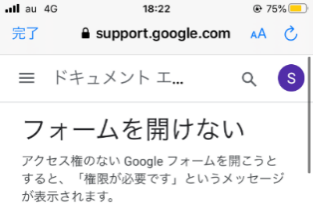 au 4G 18:22 75%
完了 support.google.com AA
ドキュメント エ... S
フォームを開けない
アクセス権のない Google フォームを開こうと
すると、「権限が必要です」というメッセージ
が表示されます。